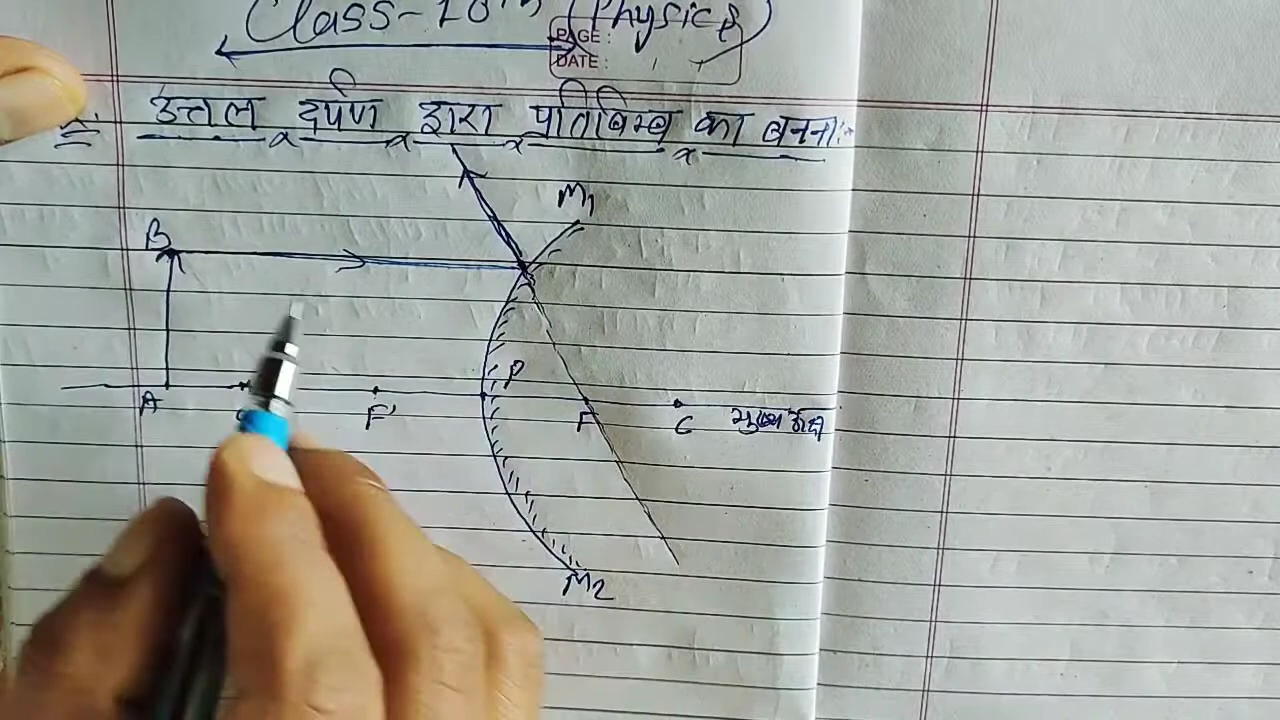 Class-10th (Physics)
PAGE :
DATE :
उत्तल दर्पण द्वारा प्रतिबिम्ब का बनना:-
M1
B
P
A F' F C मुख्य अक्ष
M2